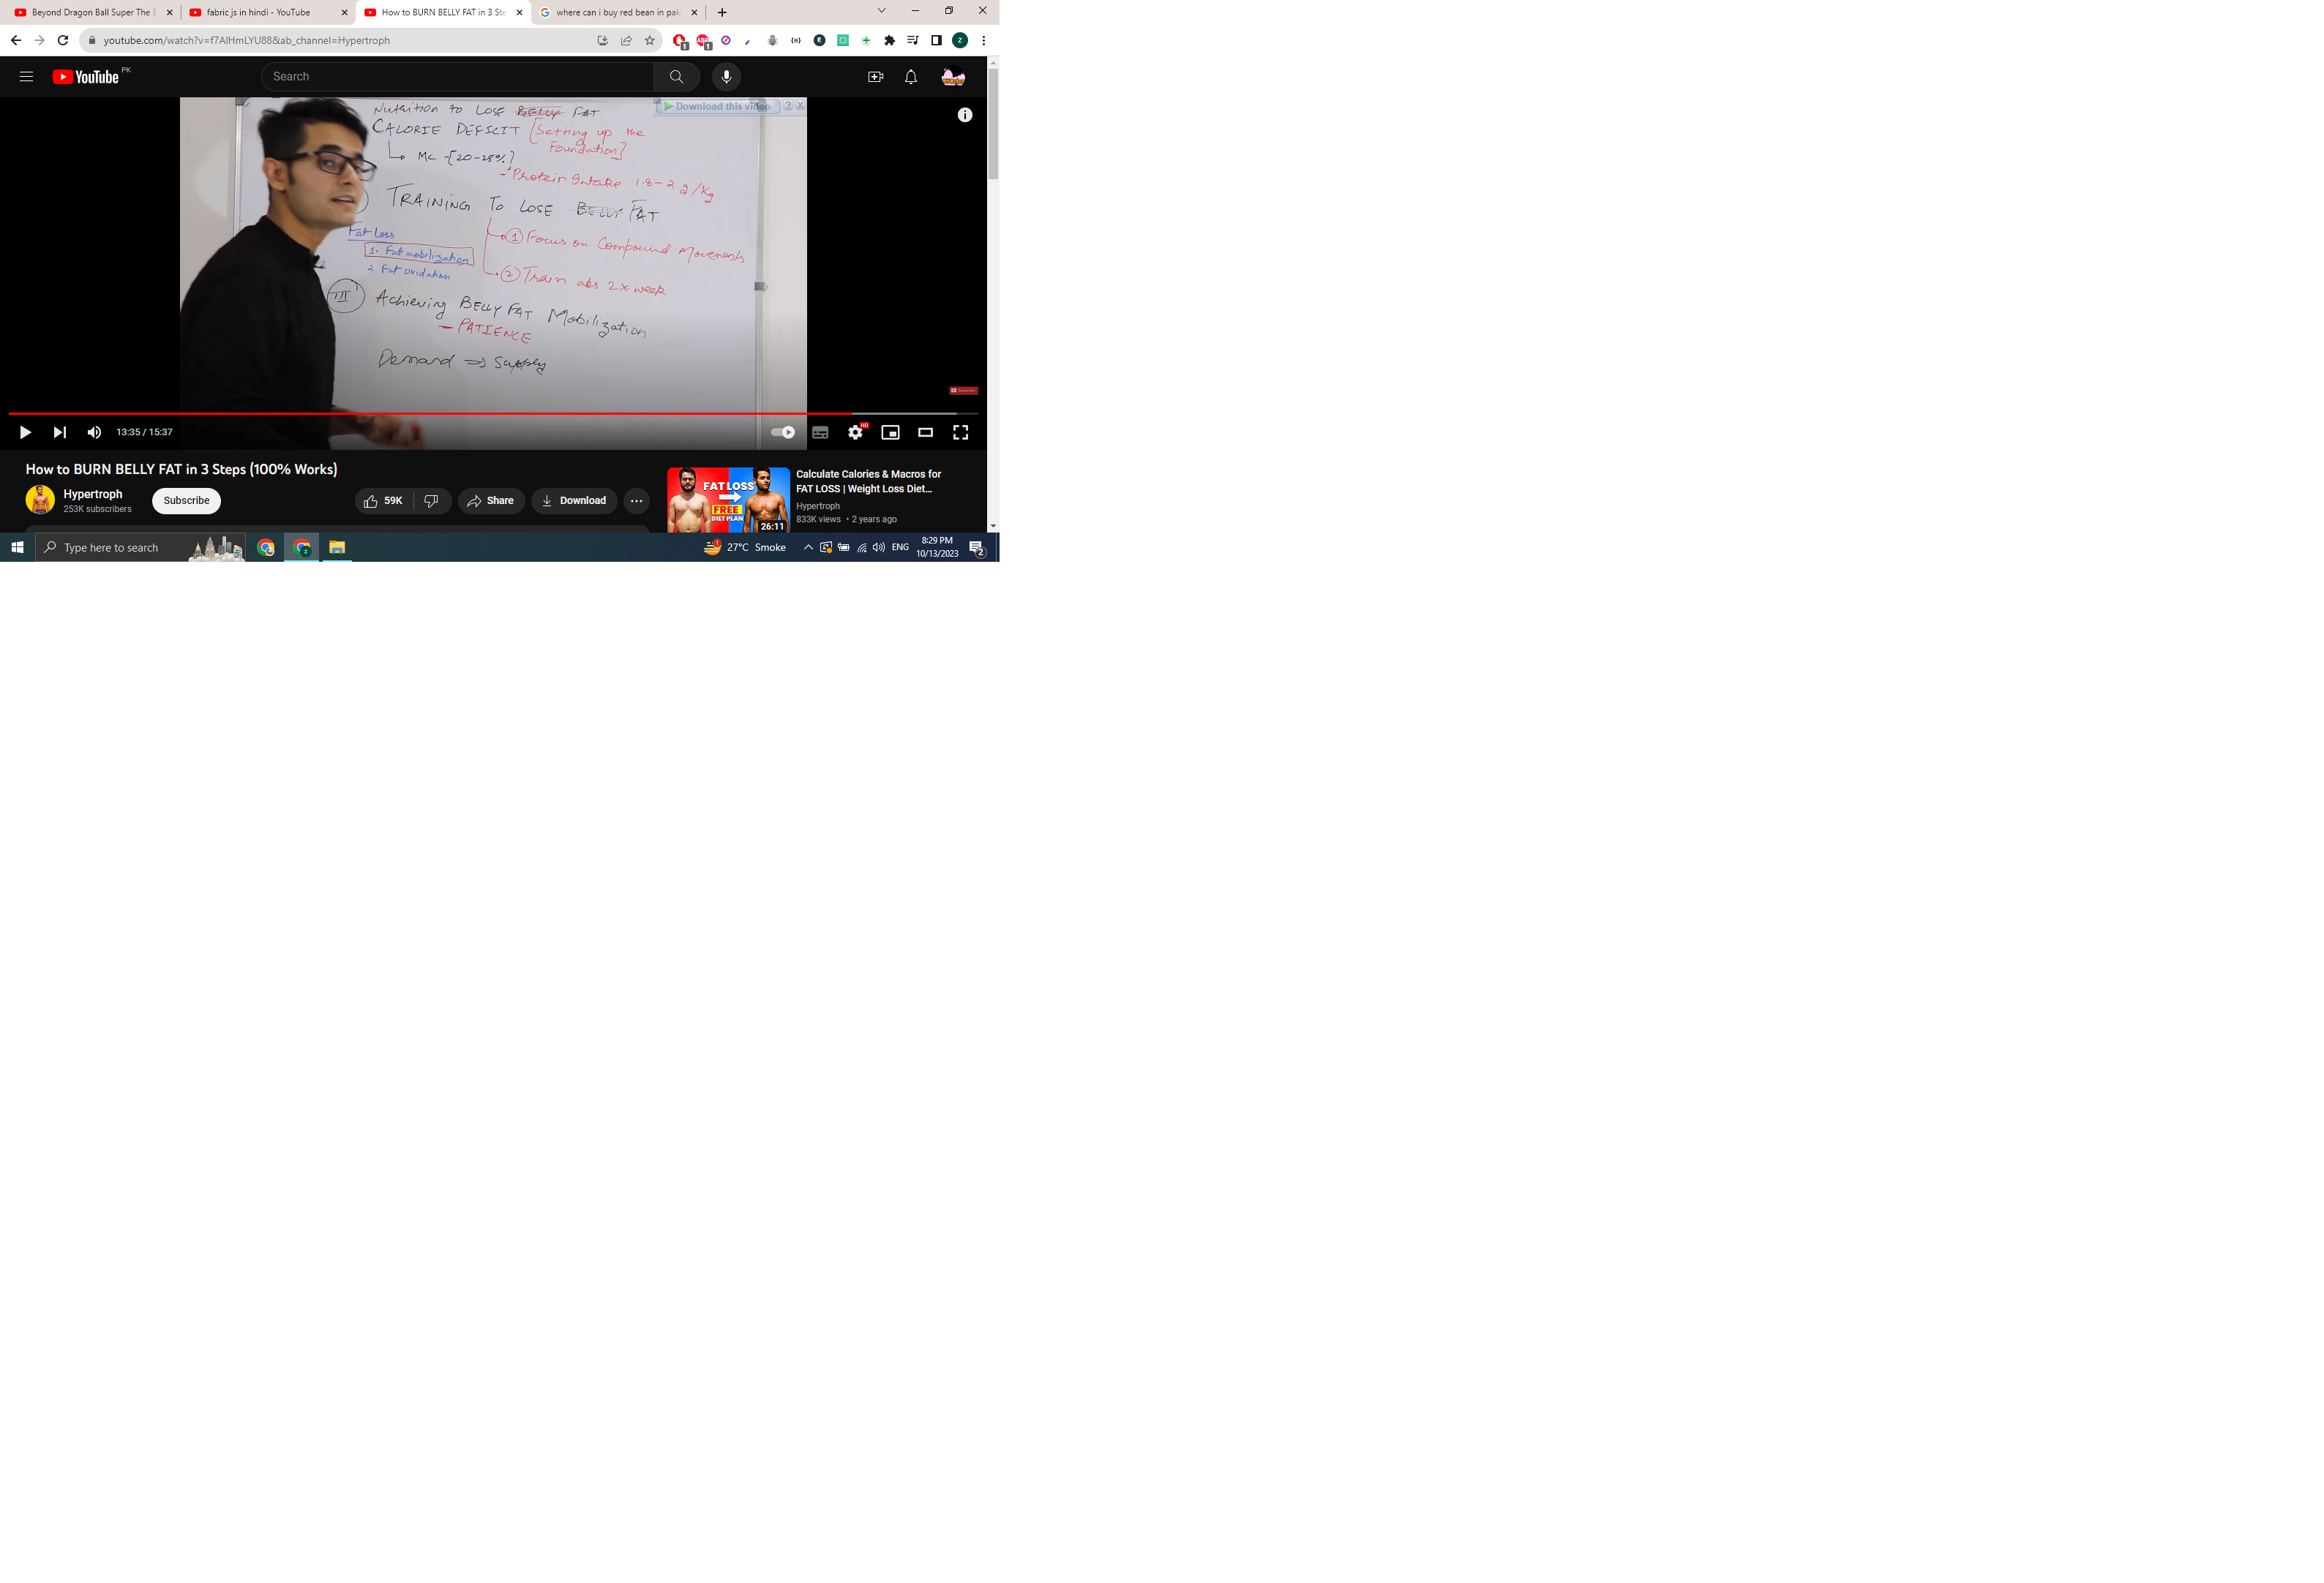 Beyond Dragon Ball Super The E
fabric js in hindi - YouTube
How to BURN BELLY FAT in 3 Ste
where can i buy red bean in pak
youtube.com/watch?v=f7AlHmLYU88&ab_channel=Hypertroph
YouTube PK
Search
Download this video ? X
Nutrition to LOSE BELLY FAT
CALORIE DEFICIT [Setting up the
Foundation]
MC -[20-25%]
- Protein Intake 1.8-2 g/kg
TRAINING TO LOSE BELLY FAT
Fat Loss
1. Fat mobilization
2. Fat oxidation
1 Focus on Compound Movements
2 Train abs 2x week
III Achieving BELLY FAT Mobilization
- PATIENCE
Demand => Supply
Subscribe
13:35 / 15:37
HD
How to BURN BELLY FAT in 3 Steps (100% Works)
Hypertroph
253K subscribers
Subscribe
59K
Share
Download
FAT LOSS
FREE
DIET PLAN
26:11
Calculate Calories & Macros for
FAT LOSS | Weight Loss Diet...
Hypertroph
833K views • 2 years ago
Type here to search
27°C Smoke
ENG
8:29 PM
10/13/2023
2